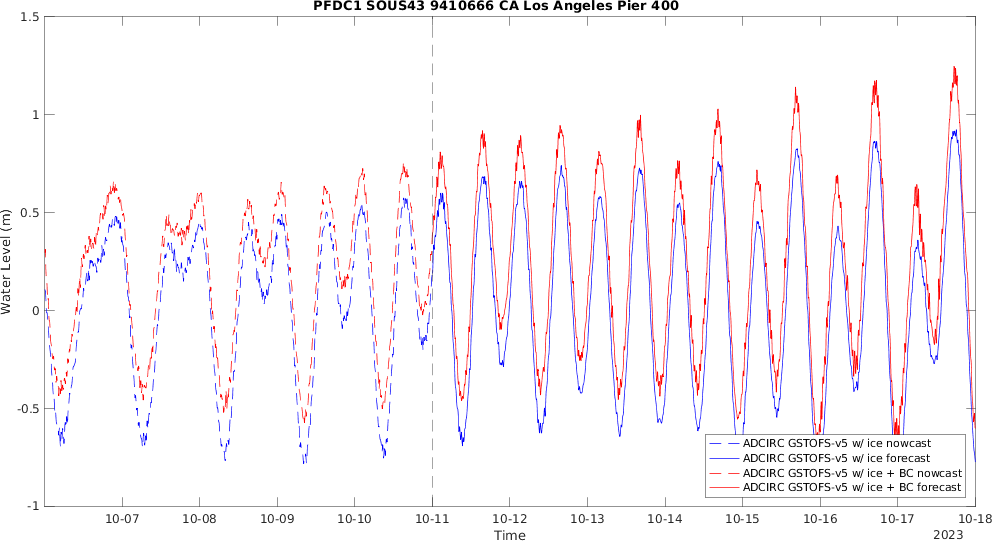 PFDC1 SOUS43 9410666 CA Los Angeles Pier 400
1.5
1
0.5
0
-0.5
-1
Water Level (m)
ADCIRC GSTOFS-v5 w/ ice nowcast
ADCIRC GSTOFS-v5 w/ ice forecast
ADCIRC GSTOFS-v5 w/ ice + BC nowcast
ADCIRC GSTOFS-v5 w/ ice + BC forecast
10-07 10-08 10-09 10-10 10-11 10-12 10-13 10-14 10-15 10-16 10-17 10-18
Time
2023